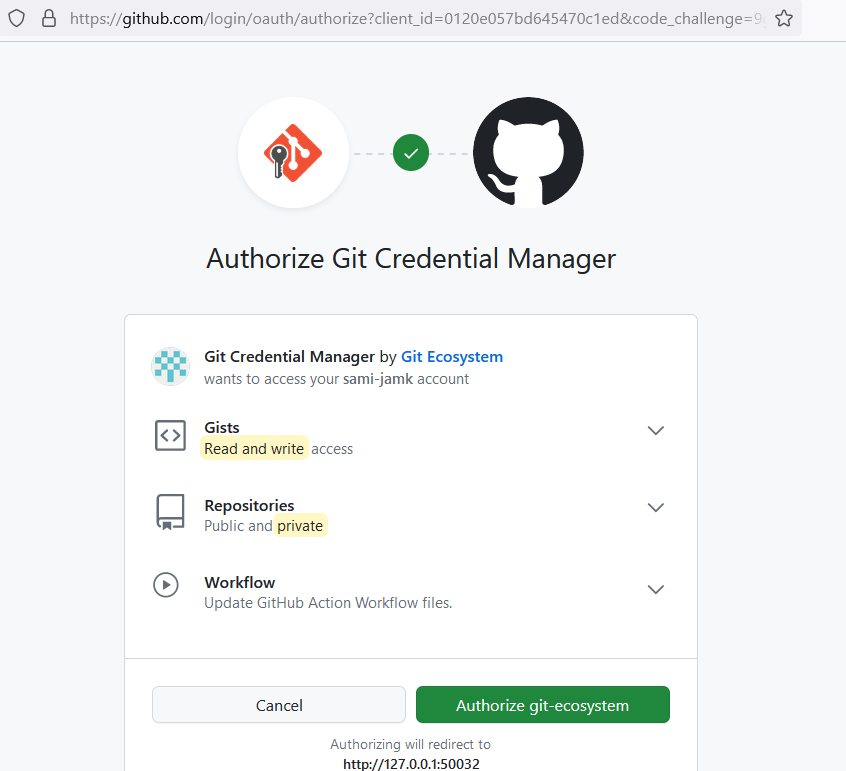 https://github.com/login/oauth/authorize?client_id=0120e057bd645470c1ed&code_challenge=9
Authorize Git Credential Manager
Git Credential Manager by Git Ecosystem
wants to access your sami-jamk account
Gists
Read and write access
Repositories
Public and private
Workflow
Update GitHub Action Workflow files.
Cancel
Authorize git-ecosystem
Authorizing will redirect to
http://127.0.0.1:50032